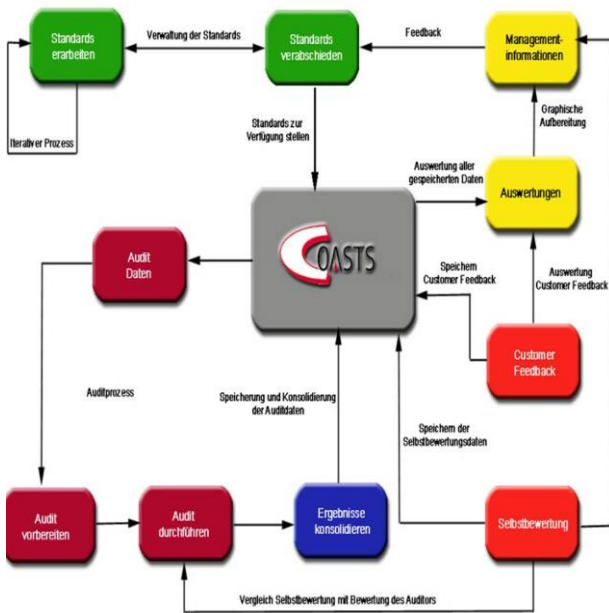 Standards
erarbeiten
Verwaltung der Standards
Standards
verabschieden
Feedback
Management-
informationen
Iterativer Prozess
Standards zur
Verfügung stellen
Graphische
Aufbereitung
Auswertung aller
gespeicherten Daten
Auswertungen
COASTS
Audit
Daten
Speichern
Customer Feedback
Auswertung
Customer Feedback
Customer
Feedback
Auditprozess
Speicherung und Konsolidierung
der Auditdaten
Speichern der
Selbstbewertungsdaten
Audit
vorbereiten
Audit
durchführen
Ergebnisse
konsolidieren
Selbstbewertung
Vergleich Selbstbewertung mit Bewertung des Auditors